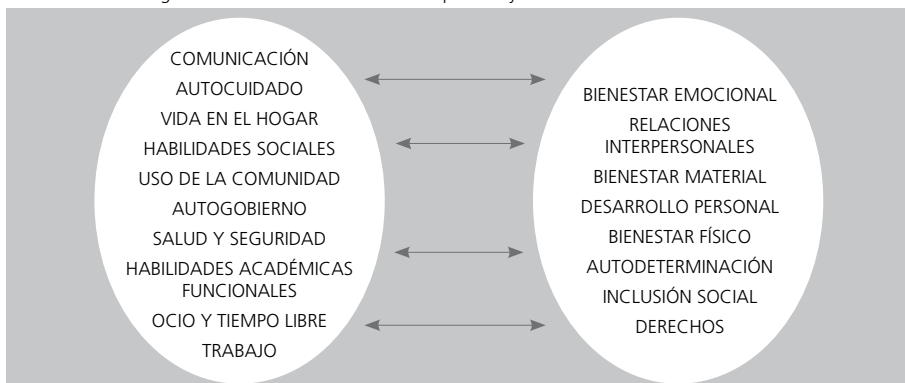 COMUNICACIÓN
AUTOCUIDADO
VIDA EN EL HOGAR
HABILIDADES SOCIALES
USO DE LA COMUNIDAD
AUTOGOBIERNO
SALUD Y SEGURIDAD
HABILIDADES ACADÉMICAS
FUNCIONALES
OCIO Y TIEMPO LIBRE
TRABAJO
BIENESTAR EMOCIONAL
RELACIONES
INTERPERSONALES
BIENESTAR MATERIAL
DESARROLLO PERSONAL
BIENESTAR FÍSICO
AUTODETERMINACIÓN
INCLUSIÓN SOCIAL
DERECHOS